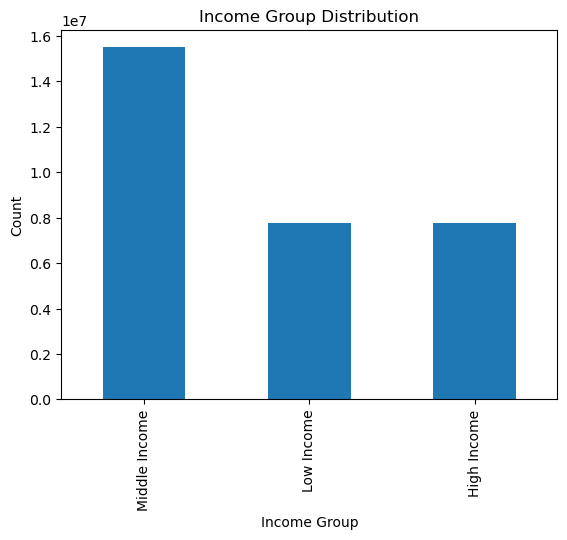 Income Group Distribution
1e7
1.6
1.4
1.2
1.0
0.8
0.6
0.4
0.2
0.0
Count
Middle Income
Low Income
High Income
Income Group